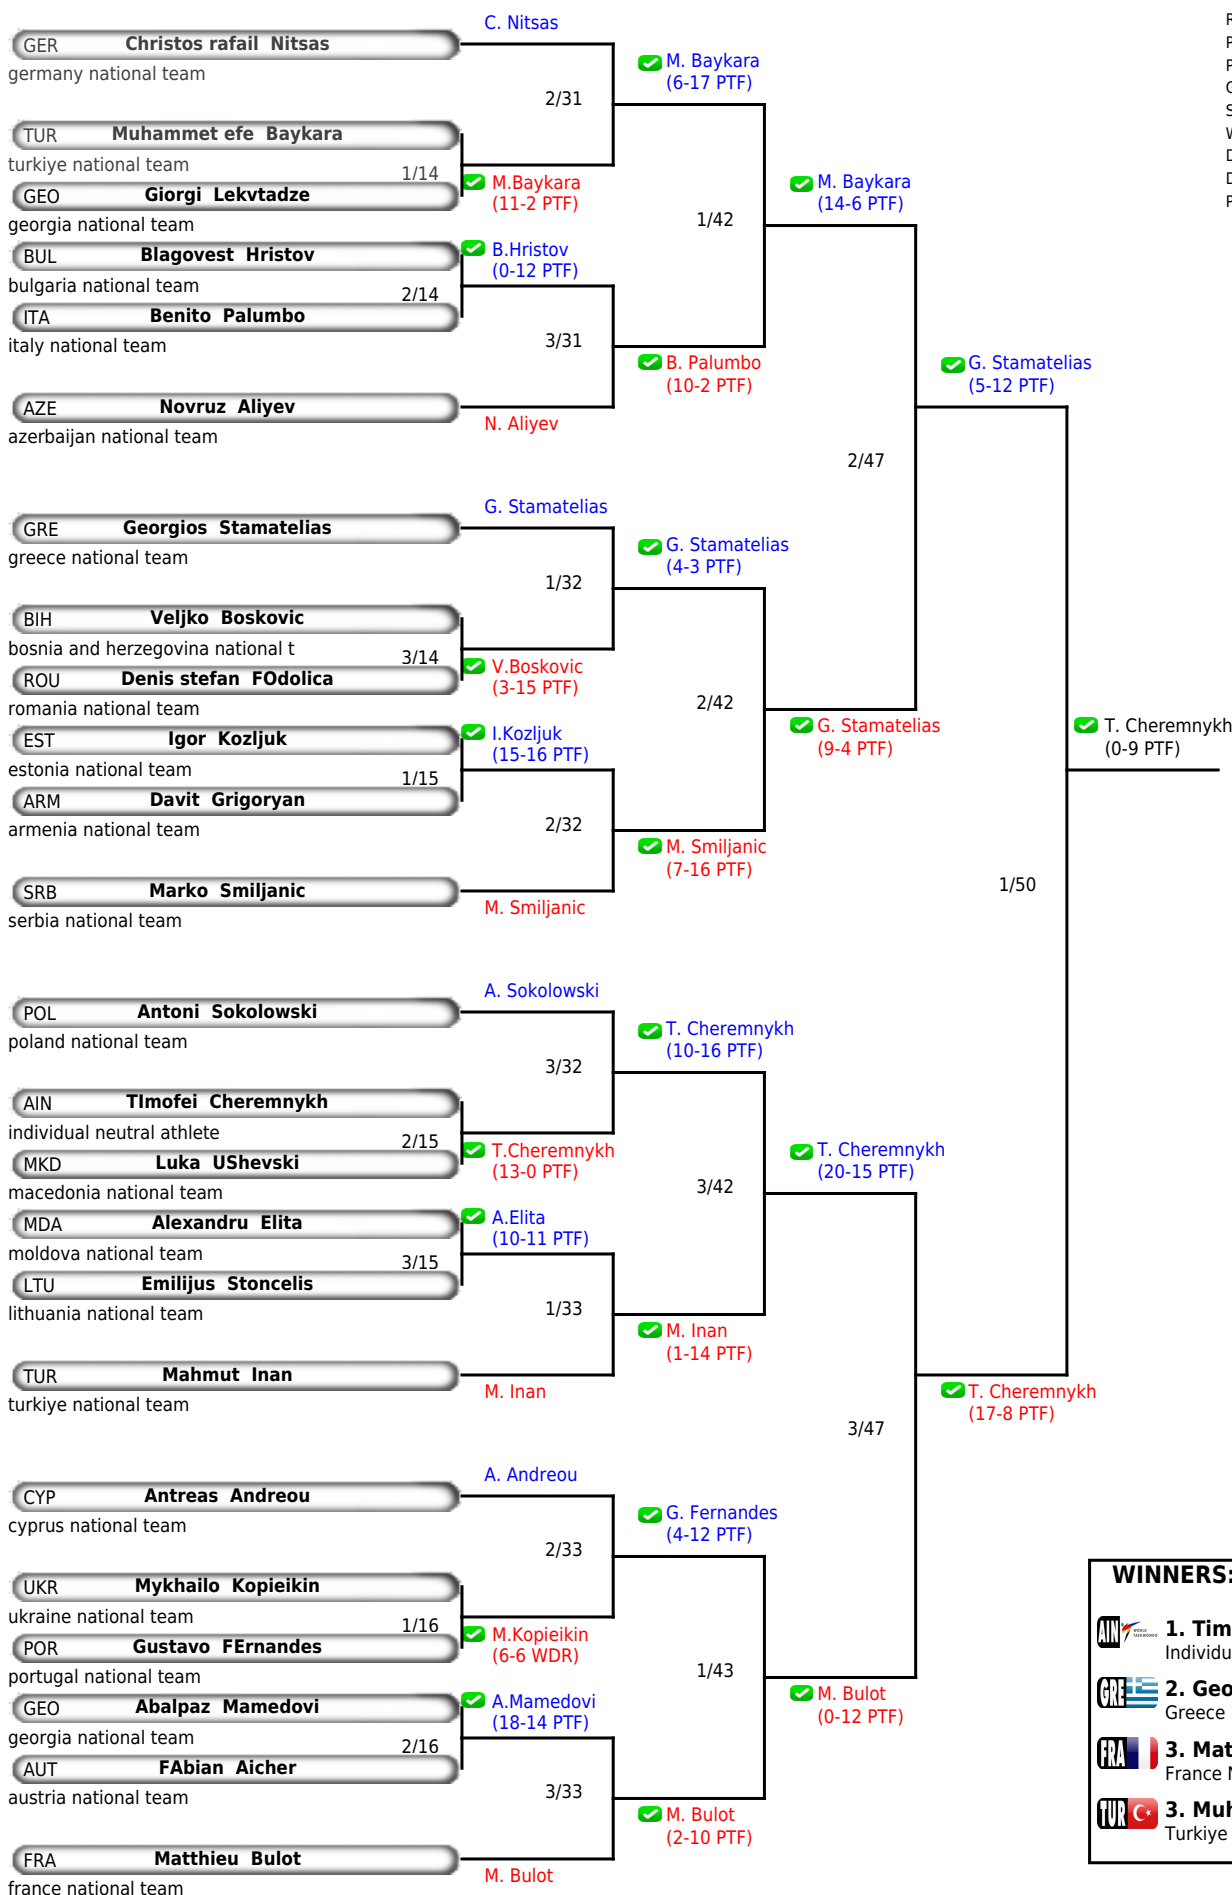 C. Nitsas
GER Christos rafail Nitsas
germany national team
M. Baykara
(6-17 PTF)
2/31
TUR Muhammet efe Baykara
turkiye national team
1/14
GEO Giorgi Lekvtadze
georgia national team
M.Baykara
(11-2 PTF)
M. Baykara
(14-6 PTF)
1/42
BUL Blagovest Hristov
bulgaria national team
B.Hristov
(0-12 PTF)
2/14
ITA Benito Palumbo
italy national team
3/31
B. Palumbo
(10-2 PTF)
G. Stamatelias
(5-12 PTF)
AZE Novruz Aliyev
azerbaijan national team
N. Aliyev
2/47
G. Stamatelias
GRE Georgios Stamatelias
greece national team
G. Stamatelias
(4-3 PTF)
1/32
BIH Veljko Boskovic
bosnia and herzegovina national t
3/14
ROU Denis stefan FOdolica
romania national team
V.Boskovic
(3-15 PTF)
2/42
G. Stamatelias
(9-4 PTF)
T. Cheremnykh
(0-9 PTF)
EST Igor Kozljuk
estonia national team
I.Kozljuk
(15-16 PTF)
1/15
ARM Davit Grigoryan
armenia national team
2/32
M. Smiljanic
(7-16 PTF)
SRB Marko Smiljanic
serbia national team
M. Smiljanic
1/50
A. Sokolowski
POL Antoni Sokolowski
poland national team
T. Cheremnykh
(10-16 PTF)
3/32
AIN TImofei Cheremnykh
individual neutral athlete
2/15
MKD Luka UShevski
macedonia national team
T.Cheremnykh
(13-0 PTF)
T. Cheremnykh
(20-15 PTF)
3/42
MDA Alexandru Elita
moldova national team
A.Elita
(10-11 PTF)
3/15
LTU Emilijus Stoncelis
lithuania national team
1/33
M. Inan
(1-14 PTF)
TUR Mahmut Inan
turkiye national team
M. Inan
T. Cheremnykh
(17-8 PTF)
3/47
A. Andreou
CYP Antreas Andreou
cyprus national team
G. Fernandes
(4-12 PTF)
2/33
UKR Mykhailo Kopieikin
ukraine national team
1/16
POR Gustavo FErnandes
portugal national team
M.Kopieikin
(6-6 WDR)
1/43
M. Bulot
(0-12 PTF)
GEO Abalpaz Mamedovi
georgia national team
A.Mamedovi
(18-14 PTF)
2/16
AUT FAbian Aicher
austria national team
3/33
M. Bulot
(2-10 PTF)
FRA Matthieu Bulot
france national team
M. Bulot
WINNERS:
AIN 1. Tim
Individu
GRE 2. Geo
Greece
FRA 3. Mat
France N
TUR 3. Muh
Turkiye